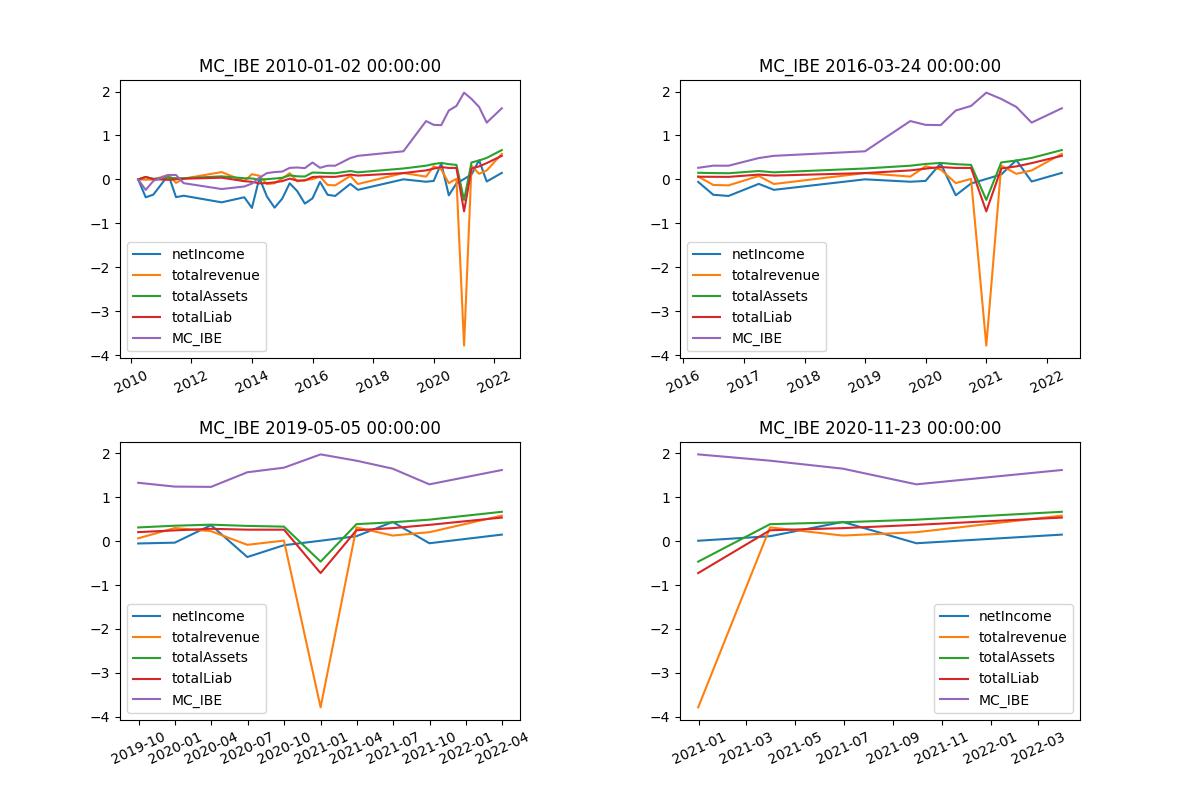 MC_IBE 2010-01-02 00:00:00
2
1
0
−1
−2
−3
−4
netIncome
totalrevenue
totalAssets
totalLiab
MC_IBE
2010 2012 2014 2016 2018 2020 2022
MC_IBE 2016-03-24 00:00:00
2
1
0
−1
−2
−3
−4
netIncome
totalrevenue
totalAssets
totalLiab
MC_IBE
2016 2017 2018 2019 2020 2021 2022
MC_IBE 2019-05-05 00:00:00
2
1
0
−1
−2
−3
−4
netIncome
totalrevenue
totalAssets
totalLiab
MC_IBE
2019-10 2020-01 2020-04 2020-07 2020-10 2021-01 2021-04 2021-07 2021-10 2022-01 2022-04
MC_IBE 2020-11-23 00:00:00
2
1
0
−1
−2
−3
−4
netIncome
totalrevenue
totalAssets
totalLiab
MC_IBE
2021-01 2021-03 2021-05 2021-07 2021-09 2021-11 2022-01 2022-03